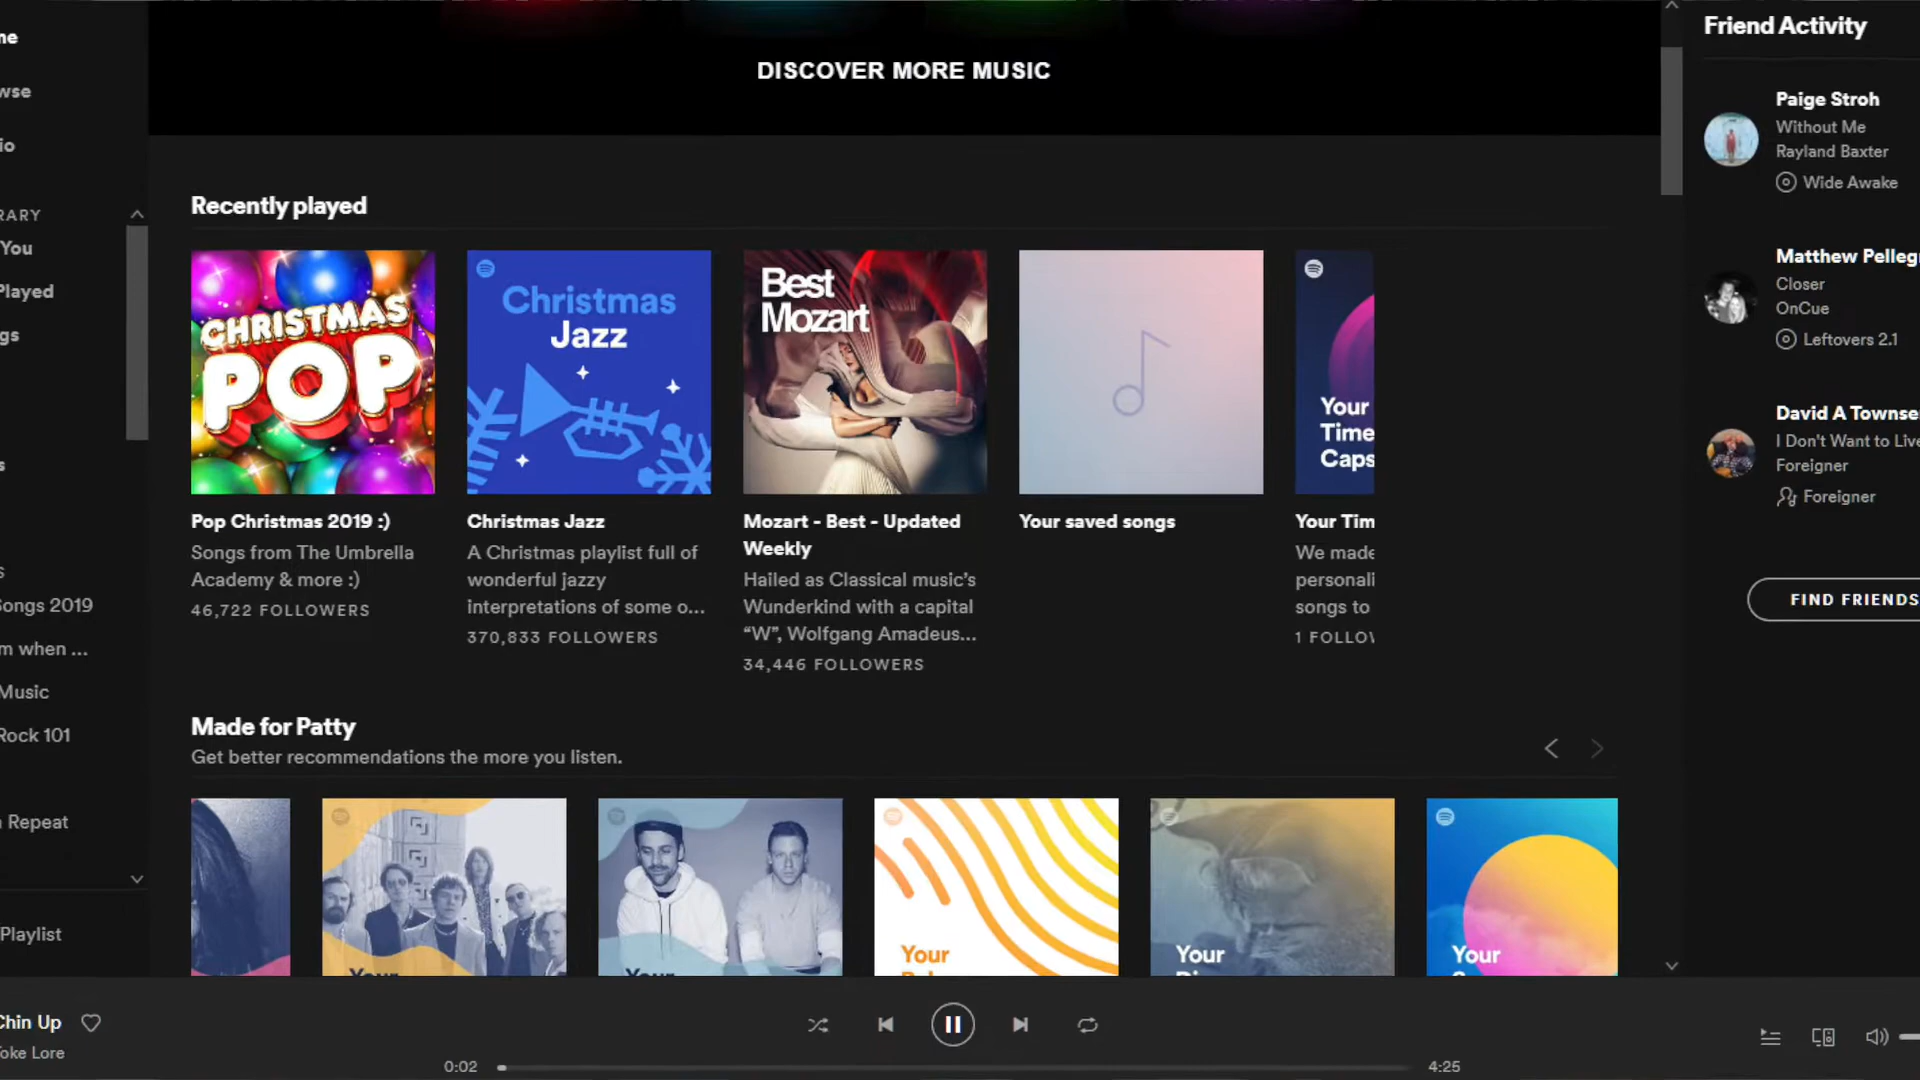 DISCOVER MORE MUSIC
Friend Activity
Paige Stroh
Without Me
Rayland Baxter
Wide Awake
Matthew Pelleg
Closer
OnCue
Leftovers 2.1
David A Townse
I Don't Want to Live
Foreigner
Foreigner
FIND FRIENDS
ne
wse
io
RARY
You
Played
gs
s
s
Songs 2019
m when ...
Music
Rock 101
Repeat
Playlist
Recently played
CHRISTMAS
POP
Christmas
Jazz
Best
Mozart
Your
Time
Caps
Pop Christmas 2019 :)
Songs from The Umbrella
Academy & more :)
46,722 FOLLOWERS
Christmas Jazz
A Christmas playlist full of
wonderful jazzy
interpretations of some o...
370,833 FOLLOWERS
Mozart - Best - Updated
Weekly
Hailed as Classical music's
Wunderkind with a capital
“W”, Wolfgang Amadeus...
34,446 FOLLOWERS
Your saved songs
Your Tim
We made
personali
songs to
1 FOLLOW
Made for Patty
Get better recommendations the more you listen.
Your
Your
Your
Your
Your
Chin Up
oke Lore
0:02
4:25